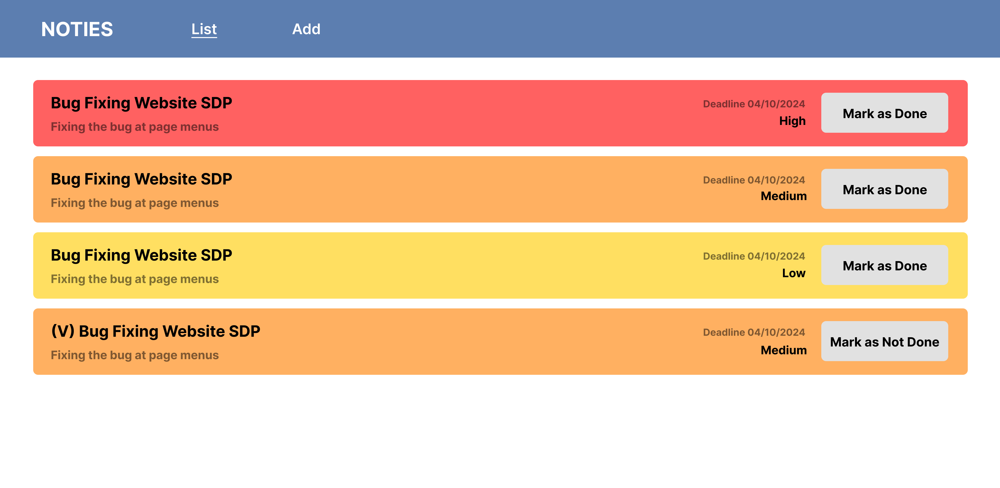 NOTIES List Add
Bug Fixing Website SDP
Fixing the bug at page menus
Deadline 04/10/2024
High
Mark as Done
Bug Fixing Website SDP
Fixing the bug at page menus
Deadline 04/10/2024
Medium
Mark as Done
Bug Fixing Website SDP
Fixing the bug at page menus
Deadline 04/10/2024
Low
Mark as Done
(V) Bug Fixing Website SDP
Fixing the bug at page menus
Deadline 04/10/2024
Medium
Mark as Not Done